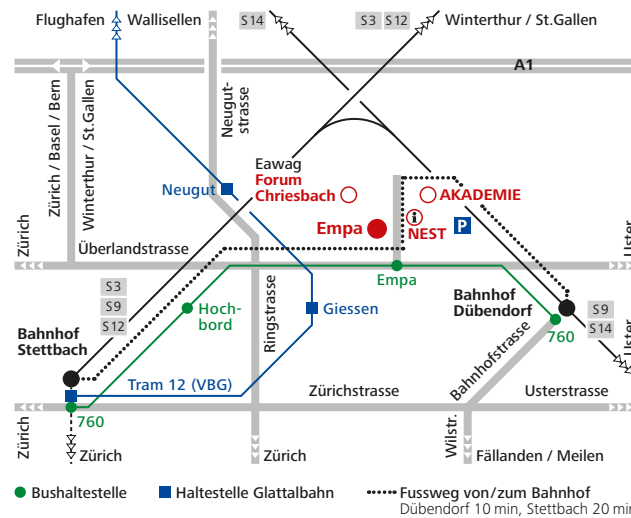 Flughafen
Wallisellen
S14
S3
S12
Winterthur / St.Gallen
A1
Neugut-
strasse
Zürich / Basel / Bern
Winterthur / St.Gallen
Eawag
Forum
Chriesbach
AKADEMIE
Neugut
Empa
NEST
i
P
Zürich
Überlandstrasse
Uster
Empa
S3
S9
S12
Hoch-
bord
Ringstrasse
Giessen
Bahnhof
Dübendorf
S9
S14
760
Uster
Bahnhof
Stettbach
Bahnhofstrasse
Tram 12 (VBG)
Zürichstrasse
Usterstrasse
760
Zürich
Zürich
Zürich
Wilstr.
Fällanden / Meilen
Uster
Bushaltestelle
Haltestelle Glattalbahn
Fussweg von/zum Bahnhof
Dübendorf 10 min, Stettbach 20 min